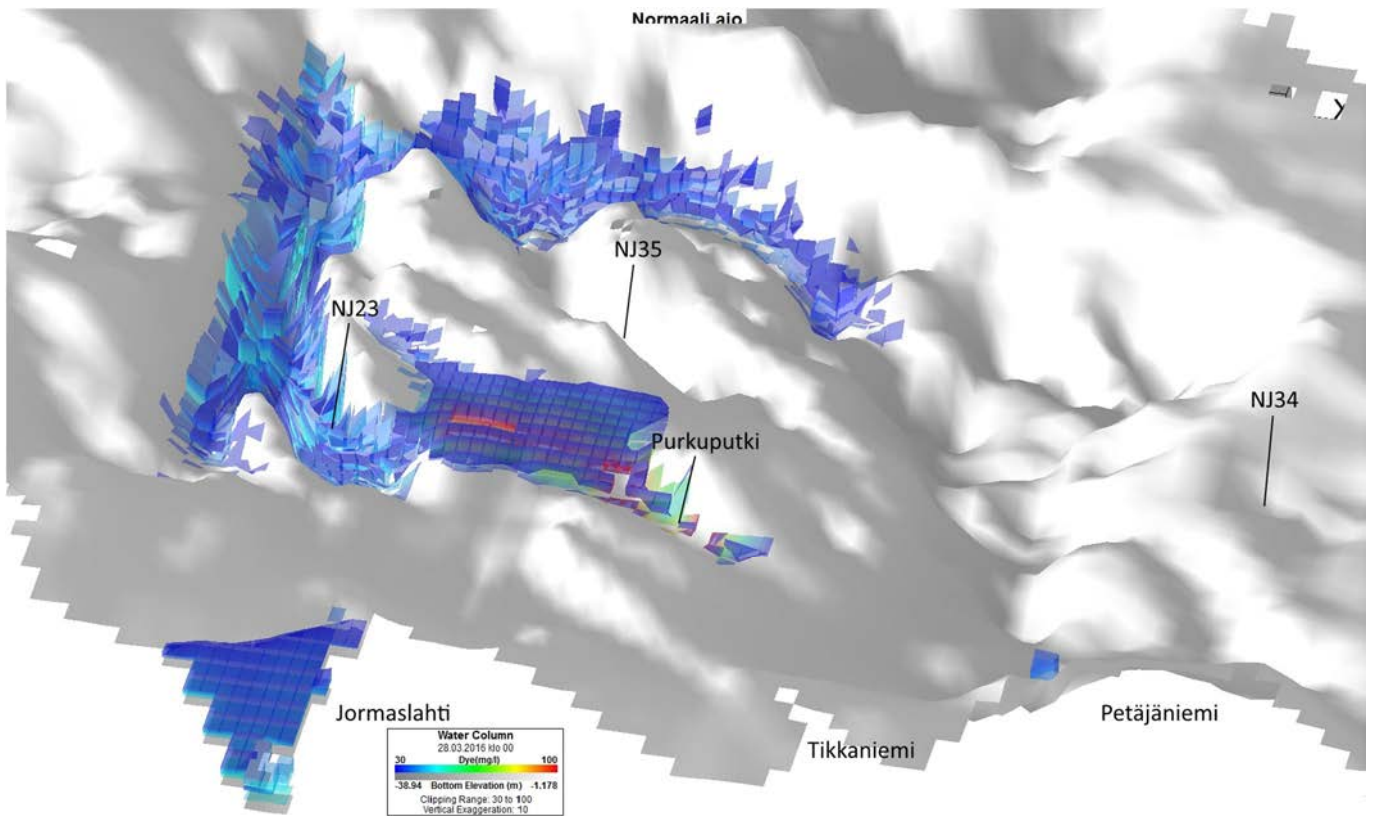 Normaali ajo
NJ35
NJ23
NJ34
Purkuputki
Jormaslahti
Petäjäniemi
Tikkaniemi
Water Column
28.03.2016 klo 00
30 Dye(mg/l) 100
-38.94 Bottom Elevation (m) -1.178
Clipping Range: 30 to 100
Vertical Exaggeration: 10
Y